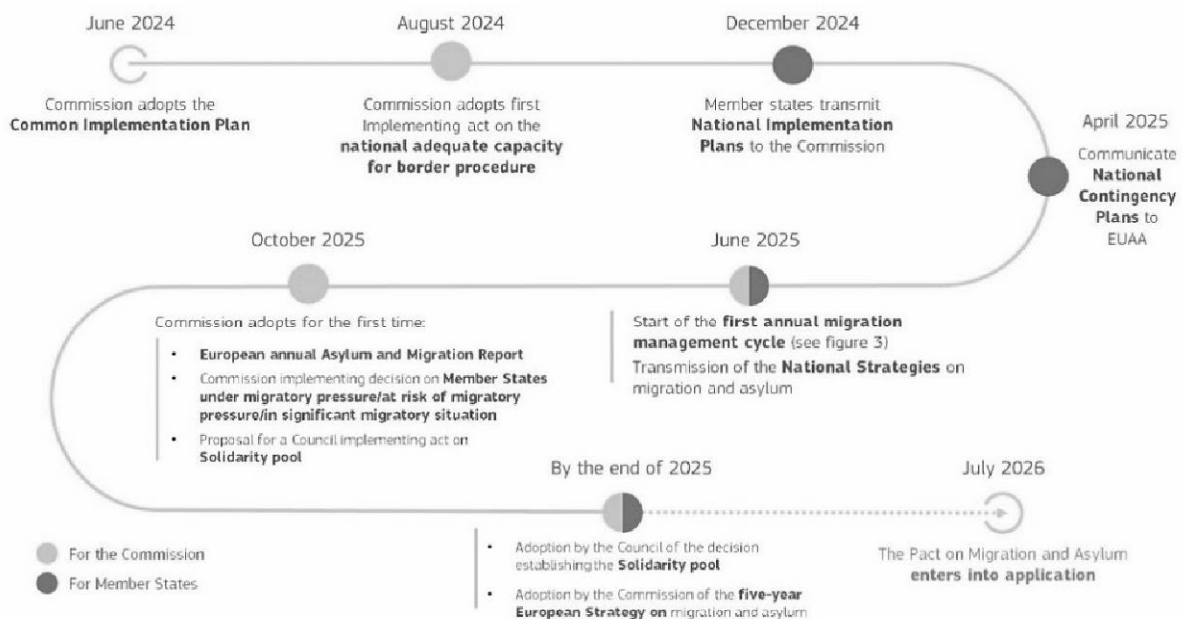 June 2024
Commission adopts the
Common Implementation Plan
August 2024
Commission adopts first
Implementing act on the
national adequate capacity
for border procedure
December 2024
Member states transmit
National Implementation
Plans to the Commission
April 2025
Communicate
National
Contingency
Plans to
EUAA
June 2025
Start of the first annual migration
management cycle (see figure 3)
Transmission of the National Strategies on
migration and asylum
October 2025
Commission adopts for the first time:
• European annual Asylum and Migration Report
• Commission implementing decision on Member States
under migratory pressure/at risk of migratory
pressure/in significant migratory situation
• Proposal for a Council implementing act on
Solidarity pool
By the end of 2025
• Adoption by the Council of the decision
establishing the Solidarity pool
• Adoption by the Commission of the five-year
European Strategy on migration and asylum
July 2026
The Pact on Migration and Asylum
enters into application
For the Commission
For Member States